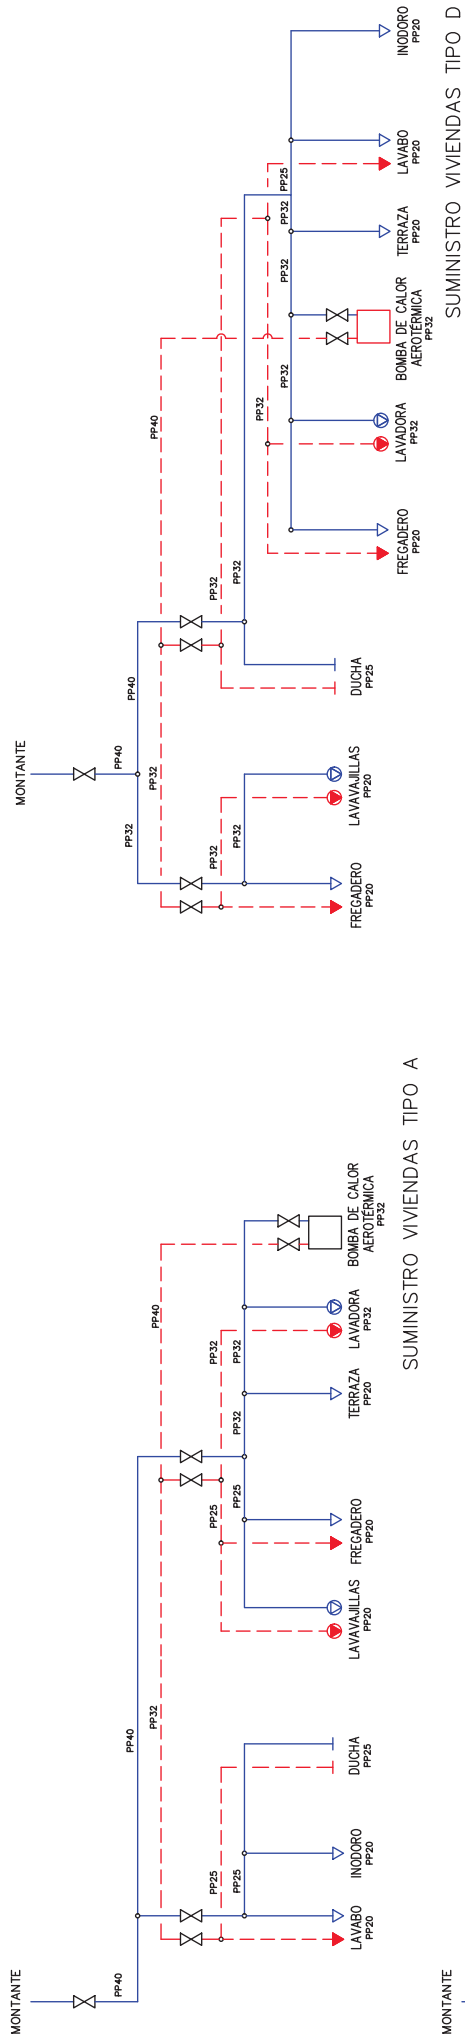 MONTANTE
PP40
PP40
PP32
PP40
PP25
PP25
PP32
PP25
PP25
PP32
PP32
LAVABO
PP20
INODORO
PP20
DUCHA
PP25
LAVAVAJILLAS
PP20
FREGADERO
PP20
TERRAZA
PP20
LAVADORA
PP32
BOMBA DE CALOR
AEROTÉRMICA
PP32
SUMINISTRO VIVIENDAS TIPO A
MONTANTE
MONTANTE
PP40
PP32
PP40
PP32
PP40
PP32
PP32
PP32
PP32
PP32
PP32
PP32
PP32
PP25
FREGADERO
PP20
LAVAVAJILLAS
PP20
DUCHA
PP25
FREGADERO
PP20
LAVADORA
PP32
BOMBA DE CALOR
AEROTÉRMICA
PP32
TERRAZA
PP20
LAVABO
PP20
INODORO
PP20
SUMINISTRO VIVIENDAS TIPO D